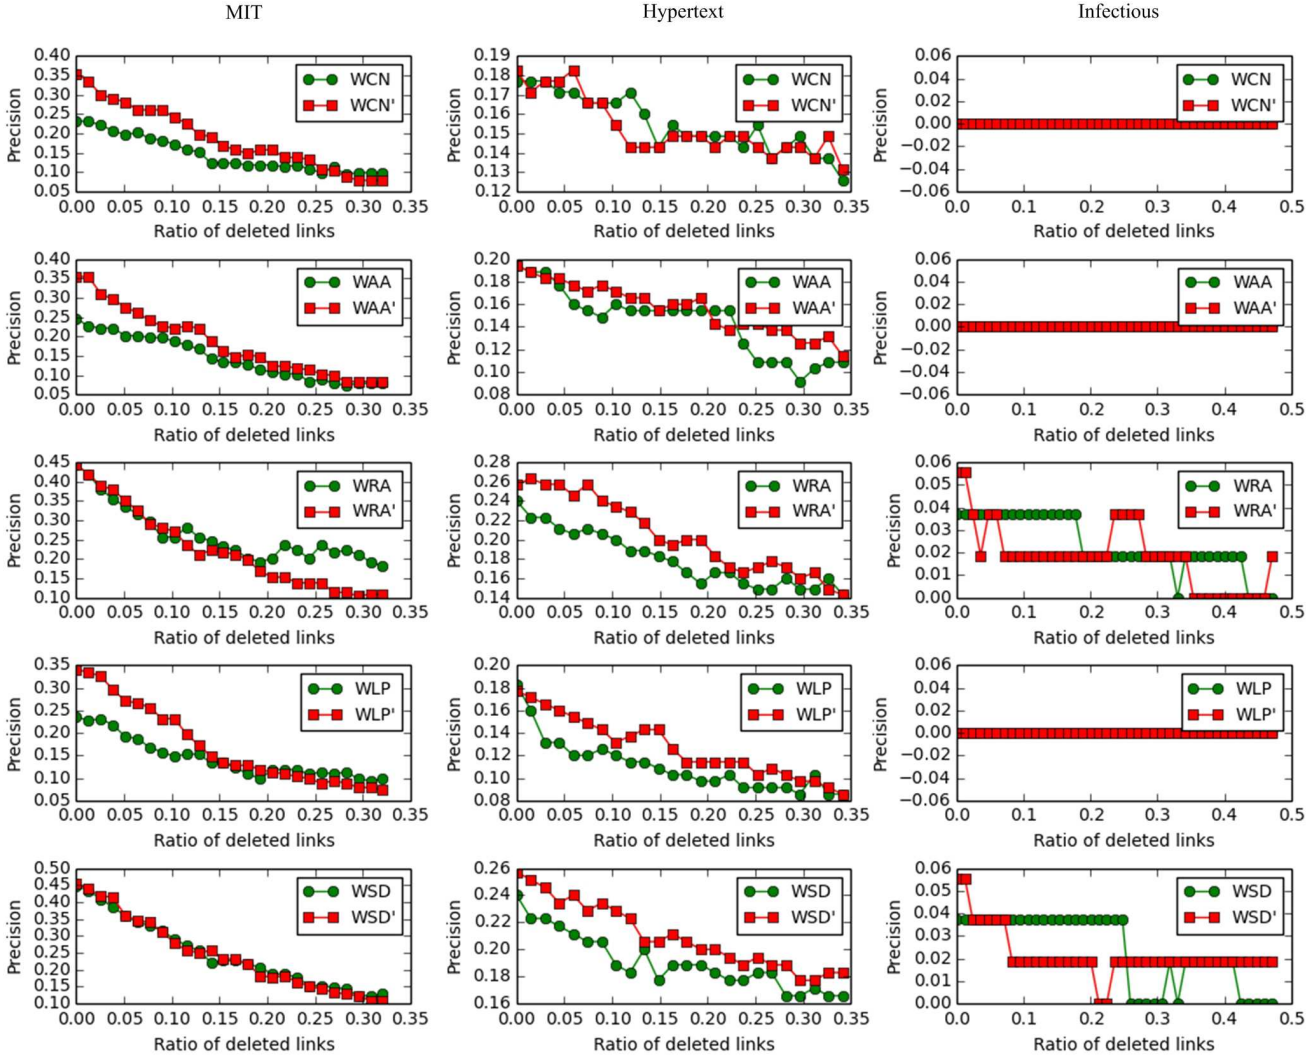 MIT Hypertext Infectious
0.40 0.35 0.30 0.25 0.20 0.15 0.10 0.05
Precision
WCN
WCN'
0.00 0.05 0.10 0.15 0.20 0.25 0.30 0.35
Ratio of deleted links
0.19 0.18 0.17 0.16 0.15 0.14 0.13 0.12
Precision
WCN
WCN'
0.00 0.05 0.10 0.15 0.20 0.25 0.30 0.35
Ratio of deleted links
0.06 0.04 0.02 0.00 −0.02 −0.04 −0.06
Precision
WCN
WCN'
0.0 0.1 0.2 0.3 0.4 0.5
Ratio of deleted links
0.40 0.35 0.30 0.25 0.20 0.15 0.10 0.05
Precision
WAA
WAA'
0.00 0.05 0.10 0.15 0.20 0.25 0.30 0.35
Ratio of deleted links
0.20 0.18 0.16 0.14 0.12 0.10 0.08
Precision
WAA
WAA'
0.00 0.05 0.10 0.15 0.20 0.25 0.30 0.35
Ratio of deleted links
0.06 0.04 0.02 0.00 −0.02 −0.04 −0.06
Precision
WAA
WAA'
0.0 0.1 0.2 0.3 0.4 0.5
Ratio of deleted links
0.45 0.40 0.35 0.30 0.25 0.20 0.15 0.10
Precision
WRA
WRA'
0.00 0.05 0.10 0.15 0.20 0.25 0.30 0.35
Ratio of deleted links
0.28 0.26 0.24 0.22 0.20 0.18 0.16 0.14
Precision
WRA
WRA'
0.00 0.05 0.10 0.15 0.20 0.25 0.30 0.35
Ratio of deleted links
0.06 0.05 0.04 0.03 0.02 0.01 0.00
Precision
WRA
WRA'
0.0 0.1 0.2 0.3 0.4 0.5
Ratio of deleted links
0.35 0.30 0.25 0.20 0.15 0.10 0.05
Precision
WLP
WLP'
0.00 0.05 0.10 0.15 0.20 0.25 0.30 0.35
Ratio of deleted links
0.20 0.18 0.16 0.14 0.12 0.10 0.08
Precision
WLP
WLP'
0.00 0.05 0.10 0.15 0.20 0.25 0.30 0.35
Ratio of deleted links
0.06 0.04 0.02 0.00 −0.02 −0.04 −0.06
Precision
WLP
WLP'
0.0 0.1 0.2 0.3 0.4 0.5
Ratio of deleted links
0.50 0.45 0.40 0.35 0.30 0.25 0.20 0.15 0.10
Precision
WSD
WSD'
0.00 0.05 0.10 0.15 0.20 0.25 0.30 0.35
Ratio of deleted links
0.26 0.24 0.22 0.20 0.18 0.16
Precision
WSD
WSD'
0.00 0.05 0.10 0.15 0.20 0.25 0.30 0.35
Ratio of deleted links
0.06 0.05 0.04 0.03 0.02 0.01 0.00
Precision
WSD
WSD'
0.0 0.1 0.2 0.3 0.4 0.5
Ratio of deleted links